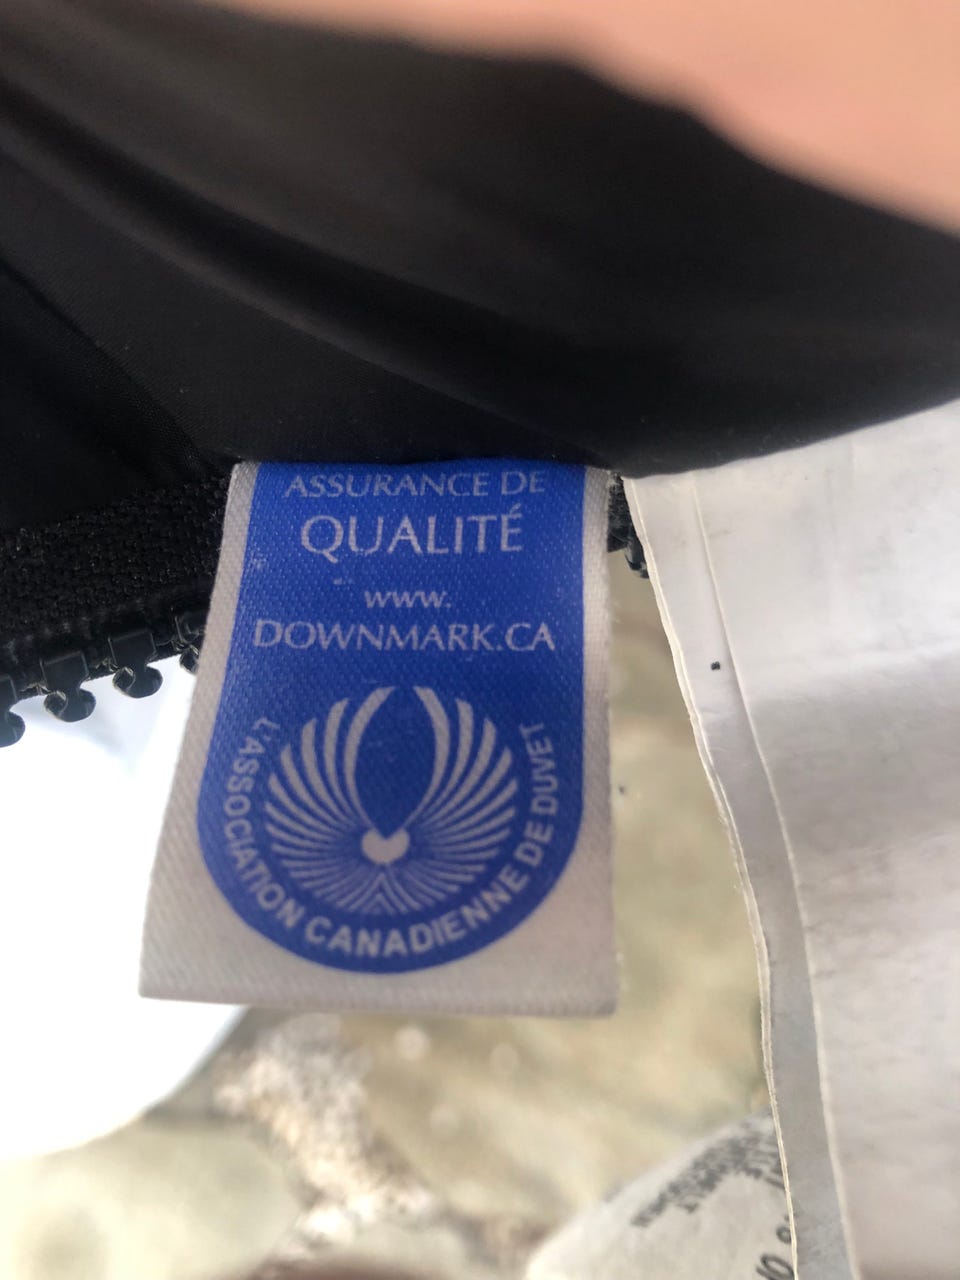 ASSURANCE DE
QUALITÉ
www.
DOWNMARK.CA
L'ASSOCIATION CANADIENNE DE DUVET